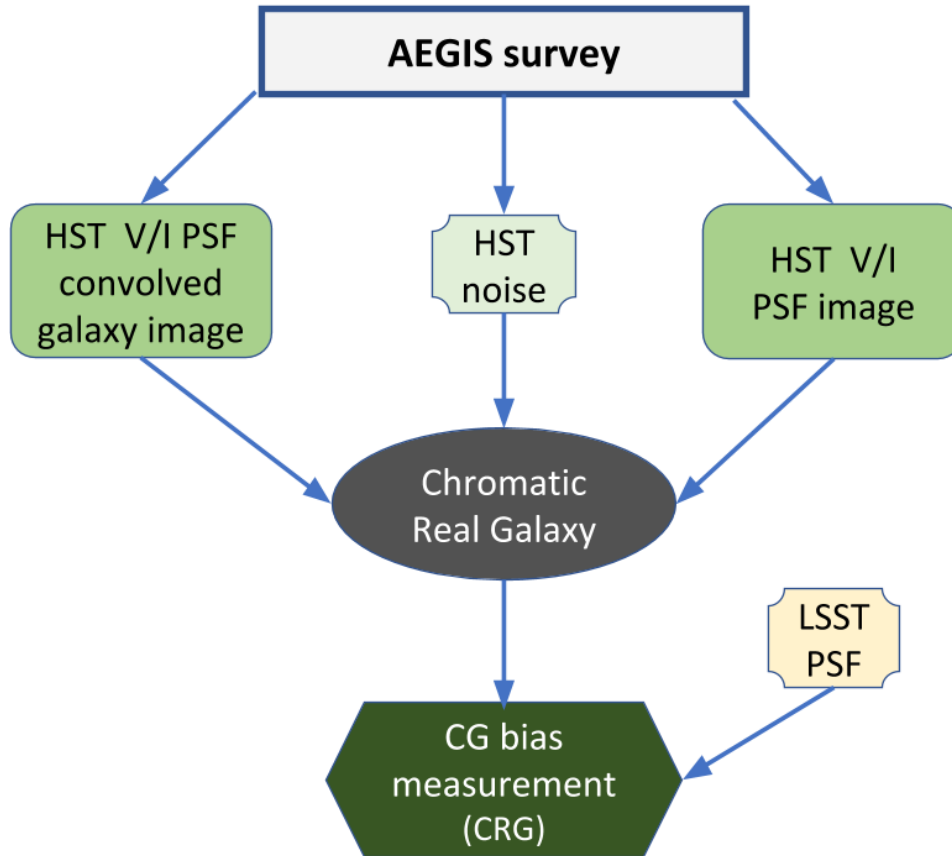 AEGIS survey
HST V/I PSF
convolved
galaxy image
HST
noise
HST V/I
PSF image
Chromatic
Real Galaxy
LSST
PSF
CG bias
measurement
(CRG)